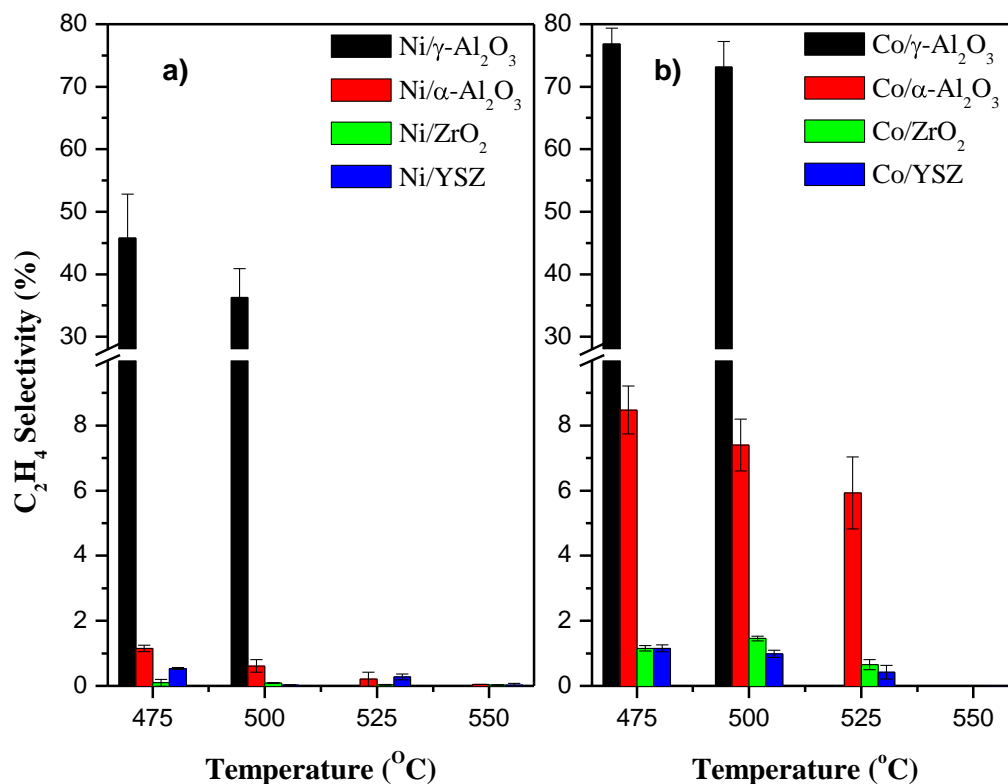 C₂H₄ Selectivity (%)
80
70
60
50
40
30
8
6
4
2
0
a)
Ni/γ-Al₂O₃
Ni/α-Al₂O₃
Ni/ZrO₂
Ni/YSZ
475 500 525 550
Temperature (ᴼC)
80
70
60
50
40
30
8
6
4
2
0
b)
Co/γ-Al₂O₃
Co/α-Al₂O₃
Co/ZrO₂
Co/YSZ
475 500 525 550
Temperature (°C)